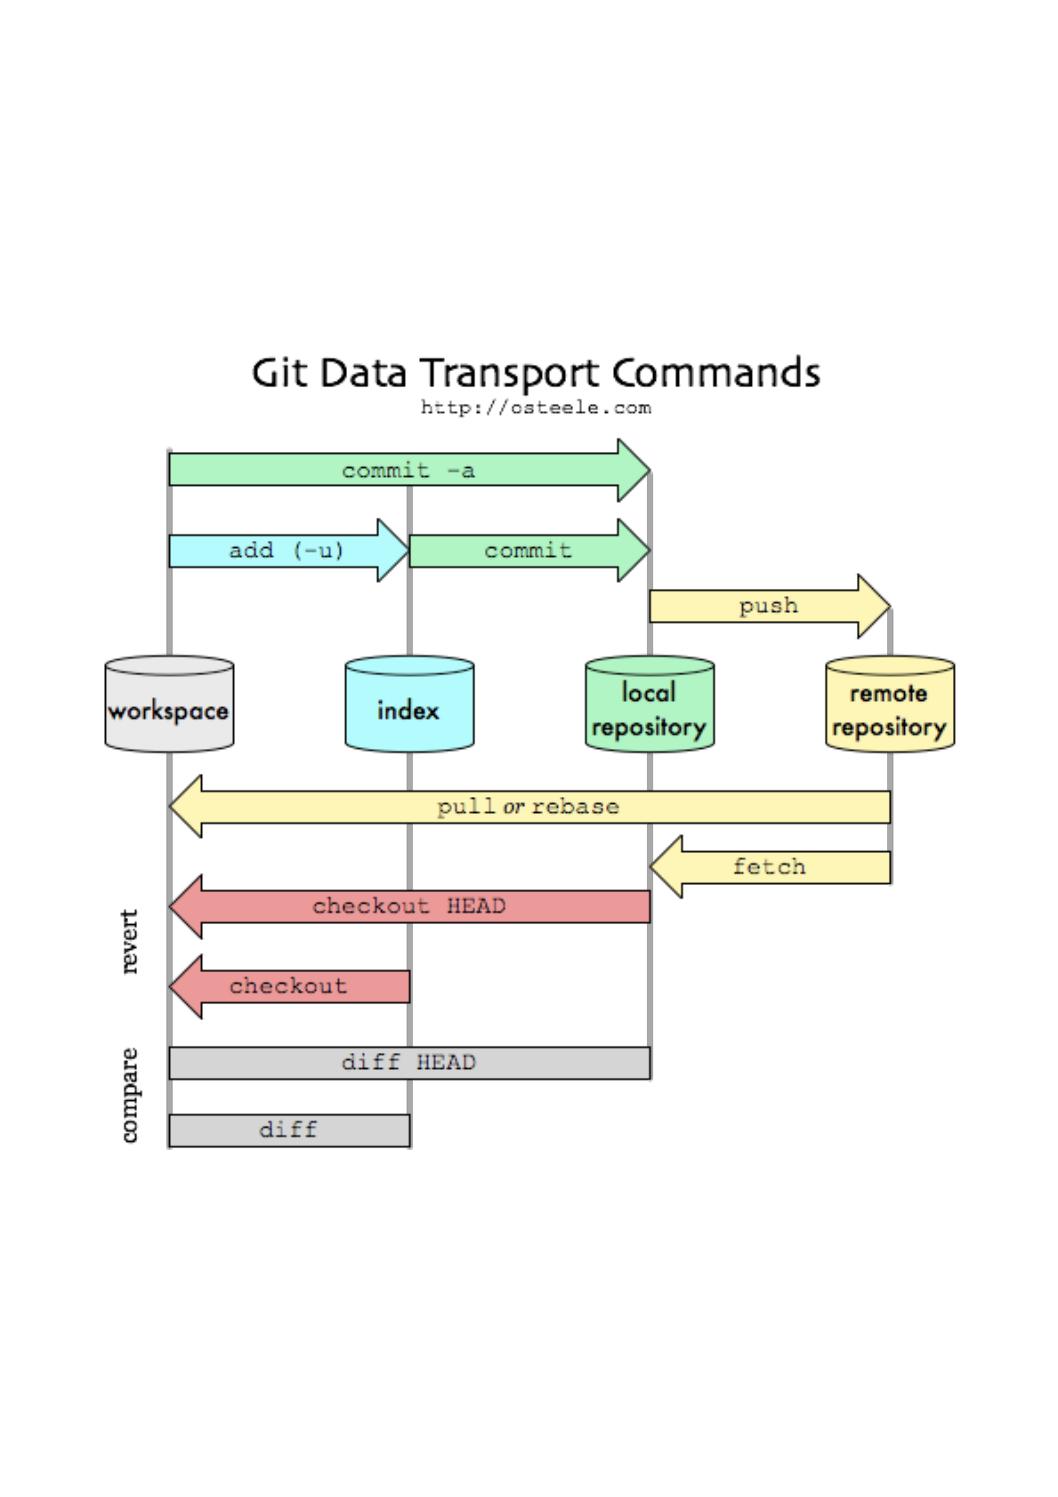 Git Data Transport Commands
http://osteele.com
commit -a
add (-u)
commit
push
workspace
index
local
repository
remote
repository
pull or rebase
fetch
revert
checkout HEAD
checkout
compare
diff HEAD
diff